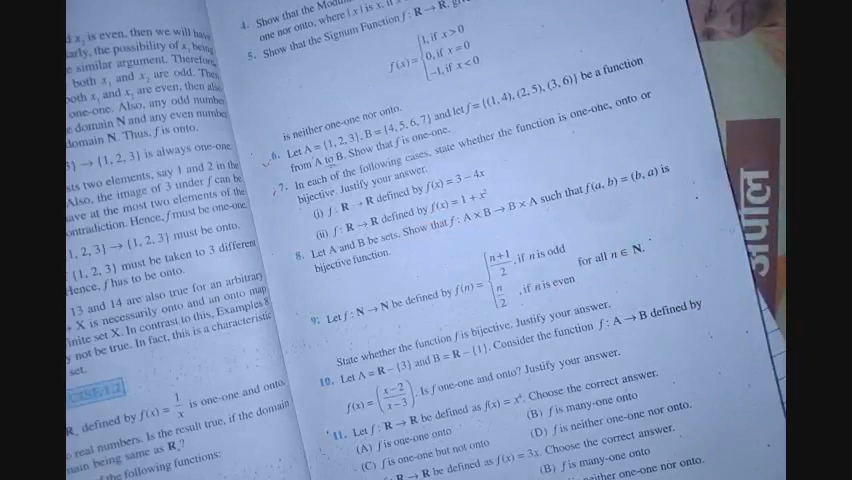 x₂ is even, then we will have
the possibility of x₁ being
similar argument. Therefore,
both x₁ and x₂ are odd. Then
both x₁ and x₂ are even, then also
one-one. Also, any odd number
domain N and any even number
domain N. Thus, f is onto.
3} → {1, 2, 3} is always one-one.
two elements, say 1 and 2 in the
Also, the image of 3 under f can be
at the most two elements of the
contradiction. Hence, f must be one-one.
1, 2, 3} → {1, 2, 3} must be onto.
{1, 2, 3} must be taken to 3 different
Hence, f has to be onto.
13 and 14 are also true for an arbitrary
X is necessarily onto and an onto map
finite set X. In contrast to this, Examples 8
not be true. In fact, this is a characteristic
set.
defined by f(x) = 1/x is one-one and onto,
real numbers. Is the result true, if the domain
being same as R*?
the following functions:
4. Show that the
one nor onto, where | x | is x, if
5. Show that the Signum Function f : R → R,
f(x) = {1, if x > 0
0, if x = 0
–1, if x < 0
is neither one-one nor onto.
6. Let A = {1, 2, 3}, B = {4, 5, 6, 7} and let f = {(1, 4), (2, 5), (3, 6)} be a function
from A to B. Show that f is one-one.
7. In each of the following cases, state whether the function is one-one, onto or
bijective. Justify your answer.
(i) f : R → R defined by f(x) = 3 – 4x
(ii) f : R → R defined by f(x) = 1 + x²
8. Let A and B be sets. Show that f : A × B → B × A such that f(a, b) = (b, a) is
bijective function.
9. Let f : N → N be defined by f(n) = { (n+1)/2, if n is odd
n/2, if n is even
for all n ∈ N.
State whether the function f is bijective. Justify your answer.
10. Let A = R – {3} and B = R – {1}. Consider the function f : A → B defined by
f(x) = ((x–2)/(x–3)). Is f one-one and onto? Justify your answer.
11. Let f : R → R be defined as f(x) = x⁴. Choose the correct answer.
(A) f is one-one onto
(B) f is many-one onto
(C) f is one-one but not onto
(D) f is neither one-one nor onto.
R → R be defined as f(x) = 3x. Choose the correct answer.
(B) f is many-one onto
neither one-one nor onto.